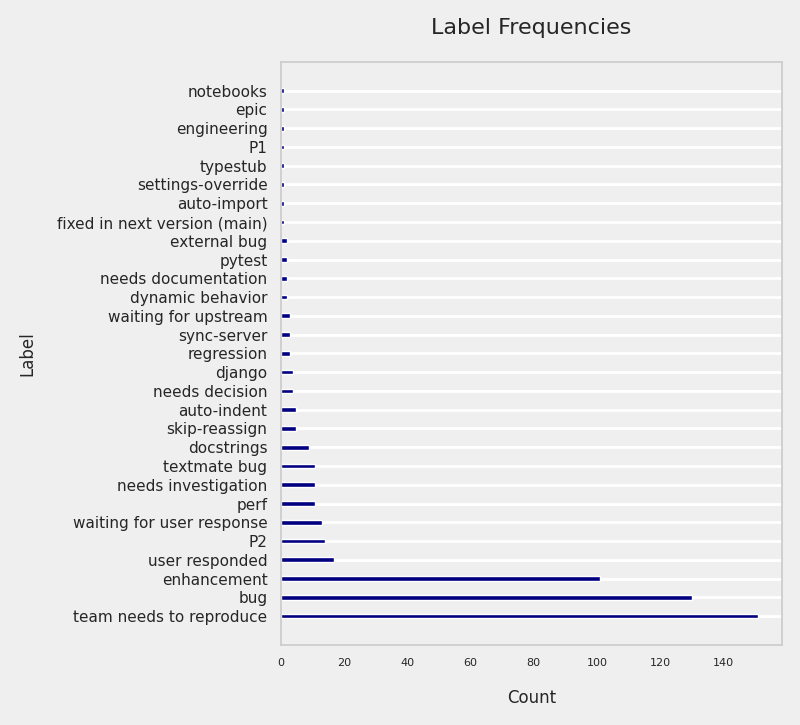 Label Frequencies
notebooks
epic
engineering
P1
typestub
settings-override
auto-import
fixed in next version (main)
external bug
pytest
needs documentation
dynamic behavior
waiting for upstream
sync-server
regression
django
needs decision
auto-indent
skip-reassign
docstrings
textmate bug
needs investigation
perf
waiting for user response
P2
user responded
enhancement
bug
team needs to reproduce
Label
0 20 40 60 80 100 120 140
Count